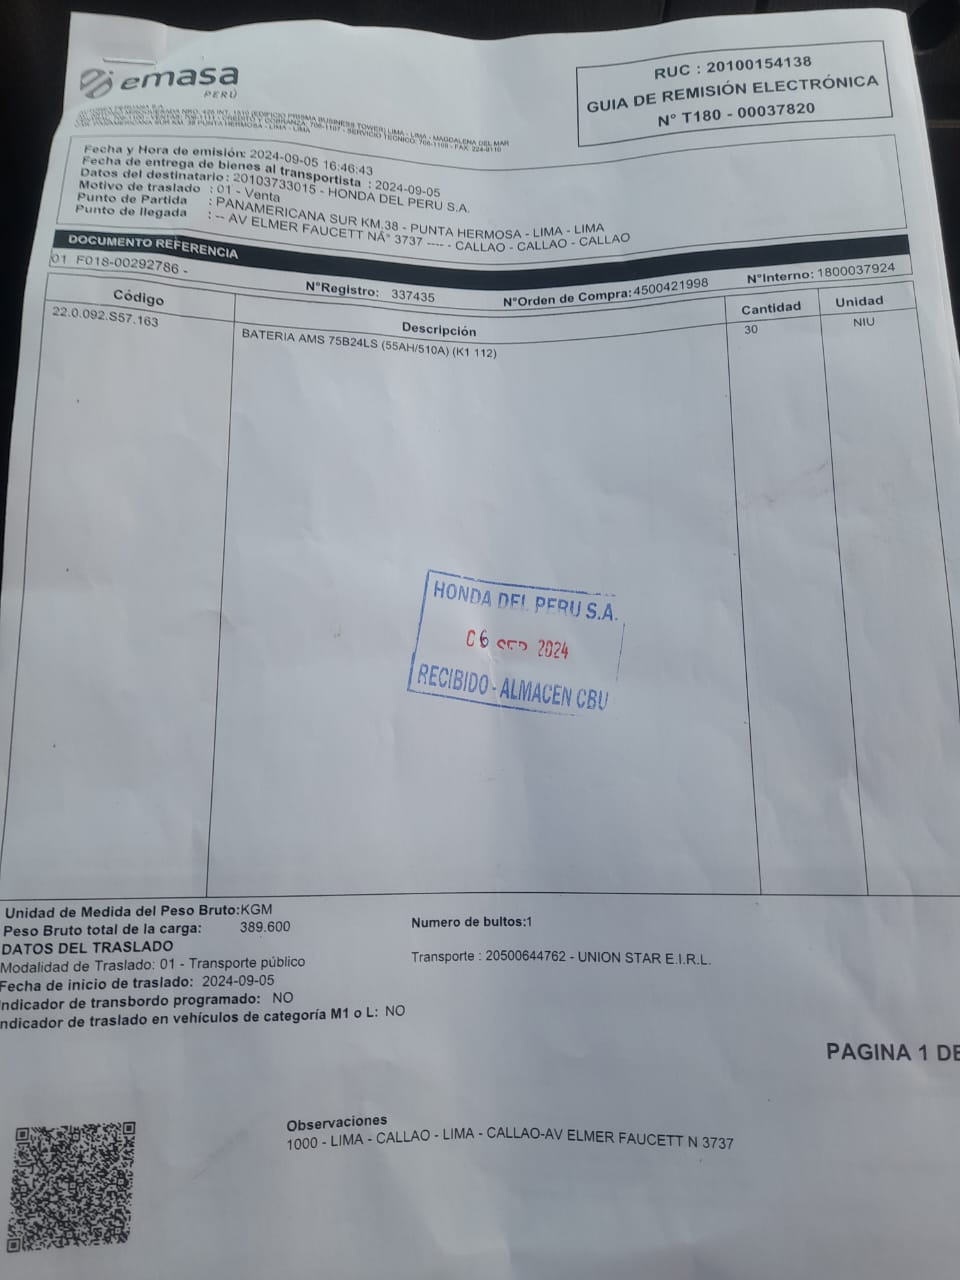 emasa
PERÚ
RUC : 20100154138
GUIA DE REMISIÓN ELECTRÓNICA
N° T180 - 00037820
Fecha y Hora de emisión: 2024-09-05 16:46:43
Fecha de entrega de bienes al transportista : 2024-09-05
Datos del destinatario: 20103733015 - HONDA DEL PERU S.A.
Motivo de traslado : 01 - Venta
Punto de Partida : PANAMERICANA SUR KM.38 - PUNTA HERMOSA - LIMA - LIMA
Punto de llegada : -- AV ELMER FAUCETT NÂ° 3737 ---- - CALLAO - CALLAO - CALLAO
DOCUMENTO REFERENCIA
01 F018-00292786 -
N°Registro: 337435 N°Orden de Compra: 4500421998 N°Interno: 1800037924
Código Descripción Cantidad Unidad
22.0.092.S57.163 BATERIA AMS 75B24LS (55AH/510A) (K1 112) 30 NIU
HONDA DEL PERU S.A.
06 SEP 2024
RECIBIDO - ALMACEN CBU
Unidad de Medida del Peso Bruto:KGM
Peso Bruto total de la carga: 389.600 Numero de bultos:1
DATOS DEL TRASLADO
Modalidad de Traslado: 01 - Transporte público Transporte : 20500644762 - UNION STAR E.I.R.L.
Fecha de inicio de traslado: 2024-09-05
Indicador de transbordo programado: NO
Indicador de traslado en vehículos de categoría M1 o L: NO
PAGINA 1 DE
Observaciones
1000 - LIMA - CALLAO - LIMA - CALLAO-AV ELMER FAUCETT N 3737